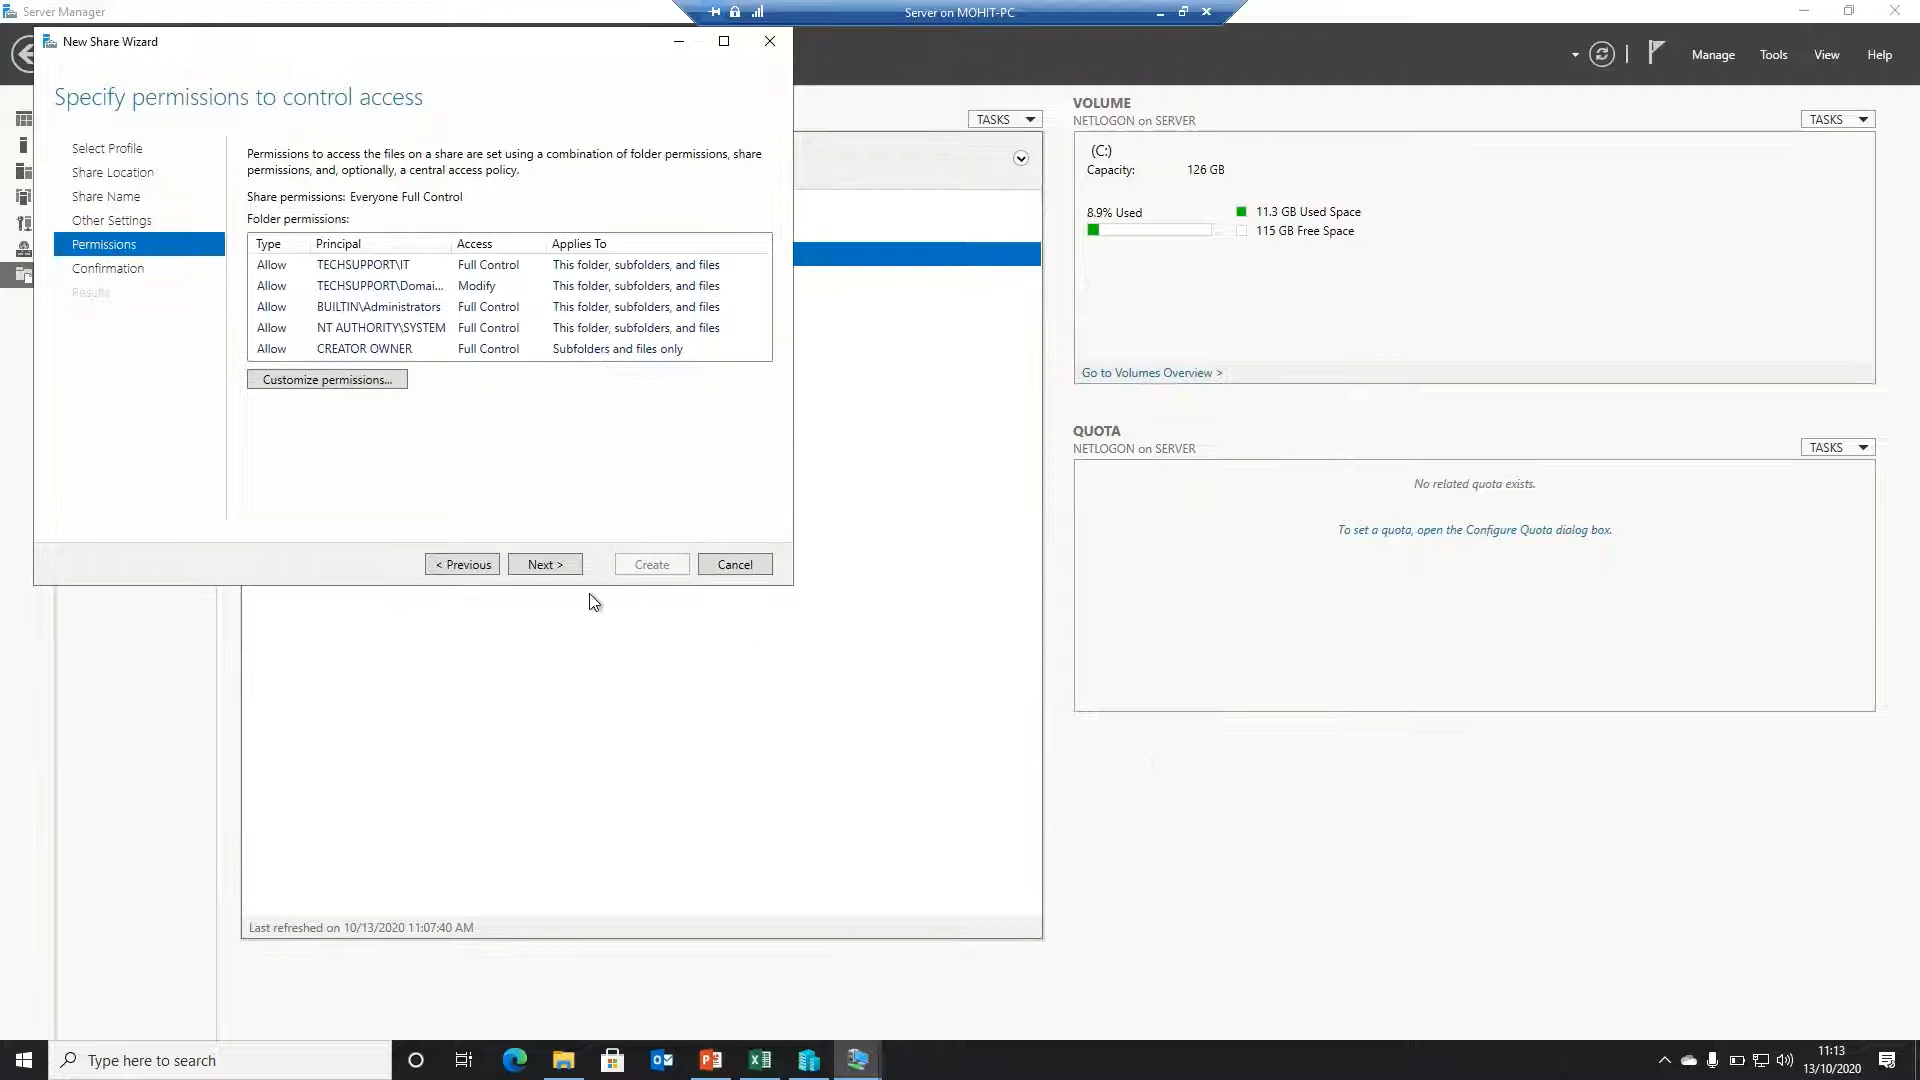 Server Manager
Server on MOHIT-PC
New Share Wizard
Manage
Tools
View
Help
Specify permissions to control access
Select Profile
Share Location
Share Name
Other Settings
Permissions
Confirmation
Results
Permissions to access the files on a share are set using a combination of folder permissions, share
permissions, and, optionally, a central access policy.
Share permissions: Everyone Full Control
Folder permissions:
Type Principal Access Applies To
Allow TECHSUPPORT\IT Full Control This folder, subfolders, and files
Allow TECHSUPPORT\Domai... Modify This folder, subfolders, and files
Allow BUILTIN\Administrators Full Control This folder, subfolders, and files
Allow NT AUTHORITY\SYSTEM Full Control This folder, subfolders, and files
Allow CREATOR OWNER Full Control Subfolders and files only
Customize permissions...
< Previous
Next >
Create
Cancel
TASKS
Last refreshed on 10/13/2020 11:07:40 AM
VOLUME
NETLOGON on SERVER
TASKS
(C:)
Capacity: 126 GB
8.9% Used
11.3 GB Used Space
115 GB Free Space
Go to Volumes Overview >
QUOTA
NETLOGON on SERVER
TASKS
No related quota exists.
To set a quota, open the Configure Quota dialog box.
Type here to search
11:13
13/10/2020